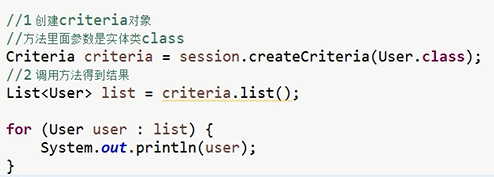 //1 创建criteria对象
//方法里面参数是实体类class
Criteria criteria = session.createCriteria(User.class);
//2 调用方法得到结果
List<User> list = criteria.list();
for (User user : list) {
System.out.println(user);
}